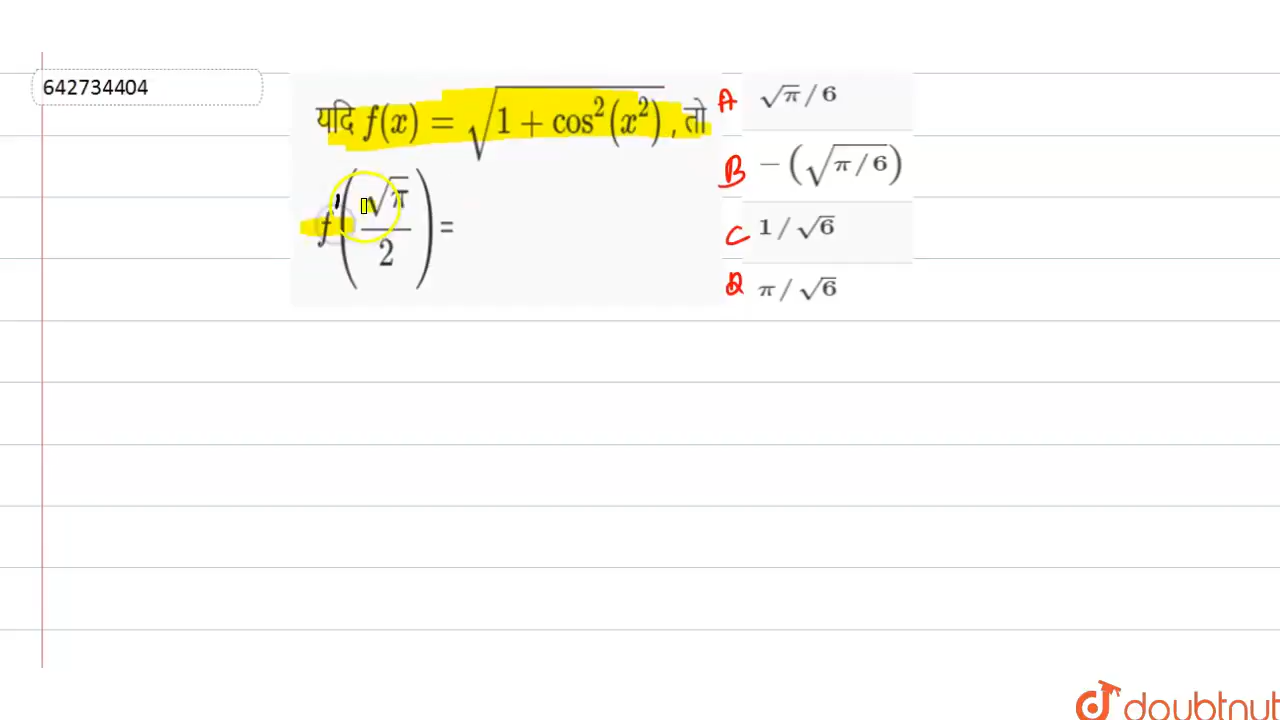 642734404
यदि f(x) = √(1 + cos²(x²)), तो
f'(√π/2) =
A √π / 6
B −(√(π/6))
C 1/√6
D π/√6
doubtnut